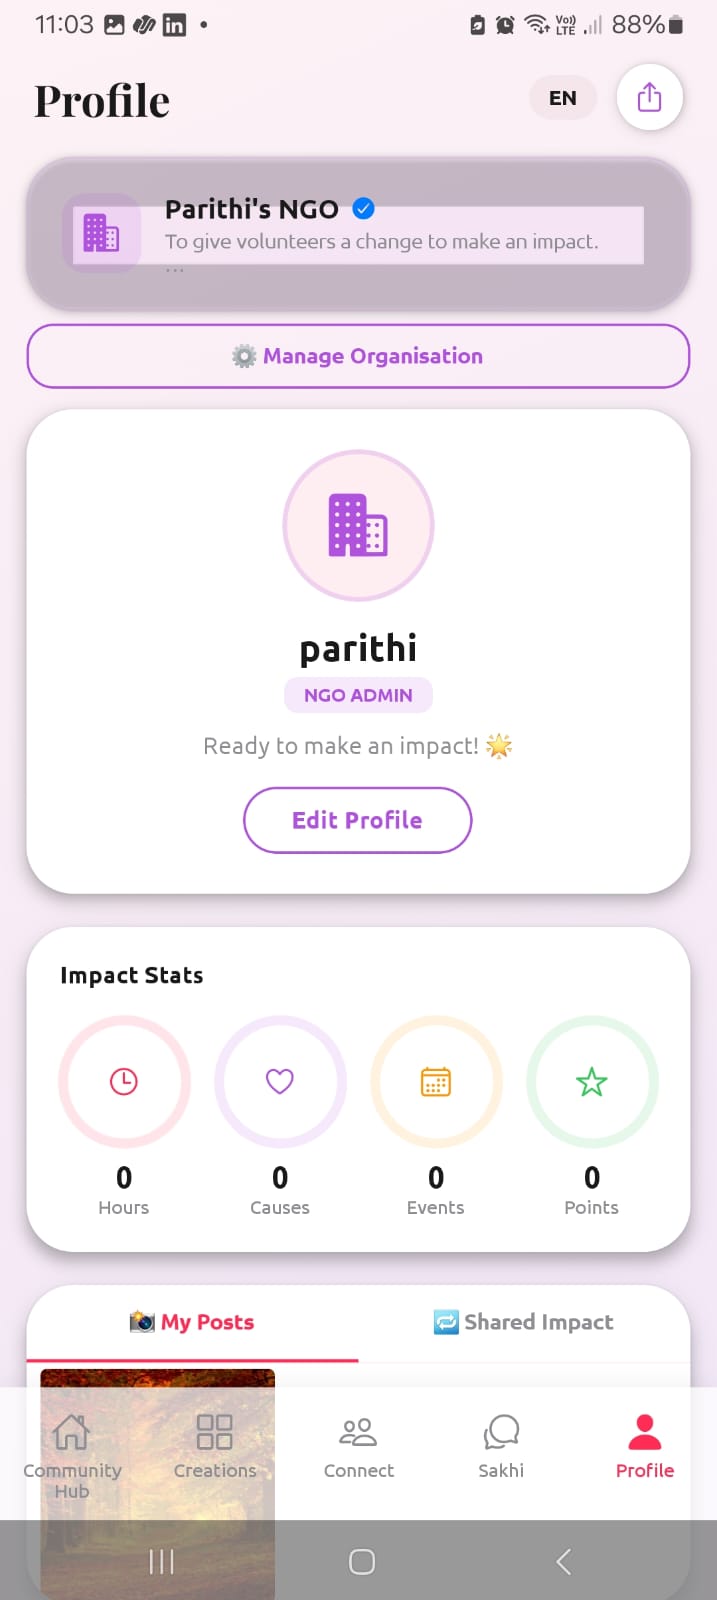 11:03
Vo))
LTE
88%
Profile
EN
Parithi's NGO
To give volunteers a change to make an impact.
...
⚙️ Manage Organisation
parithi
NGO ADMIN
Ready to make an impact! 🌟
Edit Profile
Impact Stats
0 0 0 0
Hours Causes Events Points
📸 My Posts 🔁 Shared Impact
Community Hub Creations Connect Sakhi Profile